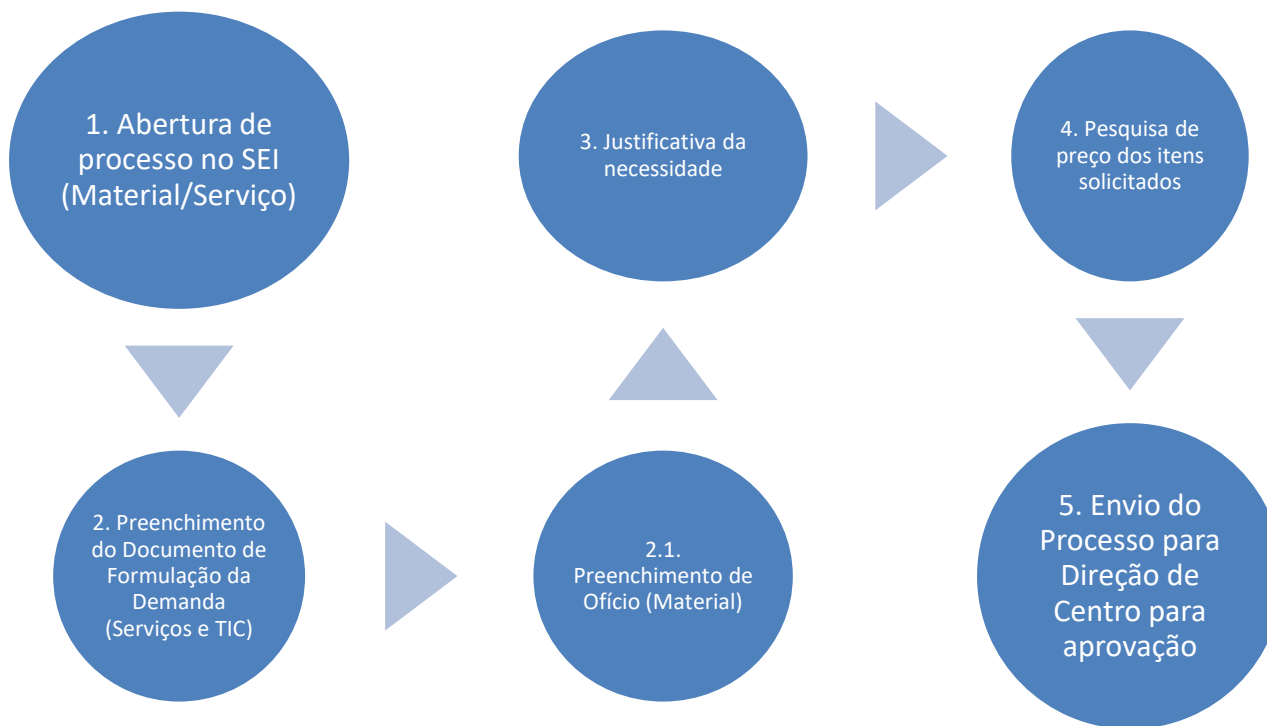 1. Abertura de
processo no SEI
(Material/Serviço)
2. Preenchimento
do Documento de
Formulação da
Demanda
(Serviços e TIC)
2.1.
Preenchimento de
Ofício (Material)
3. Justificativa da
necessidade
4. Pesquisa de
preço dos itens
solicitados
5. Envio do
Processo para
Direção de
Centro para
aprovação